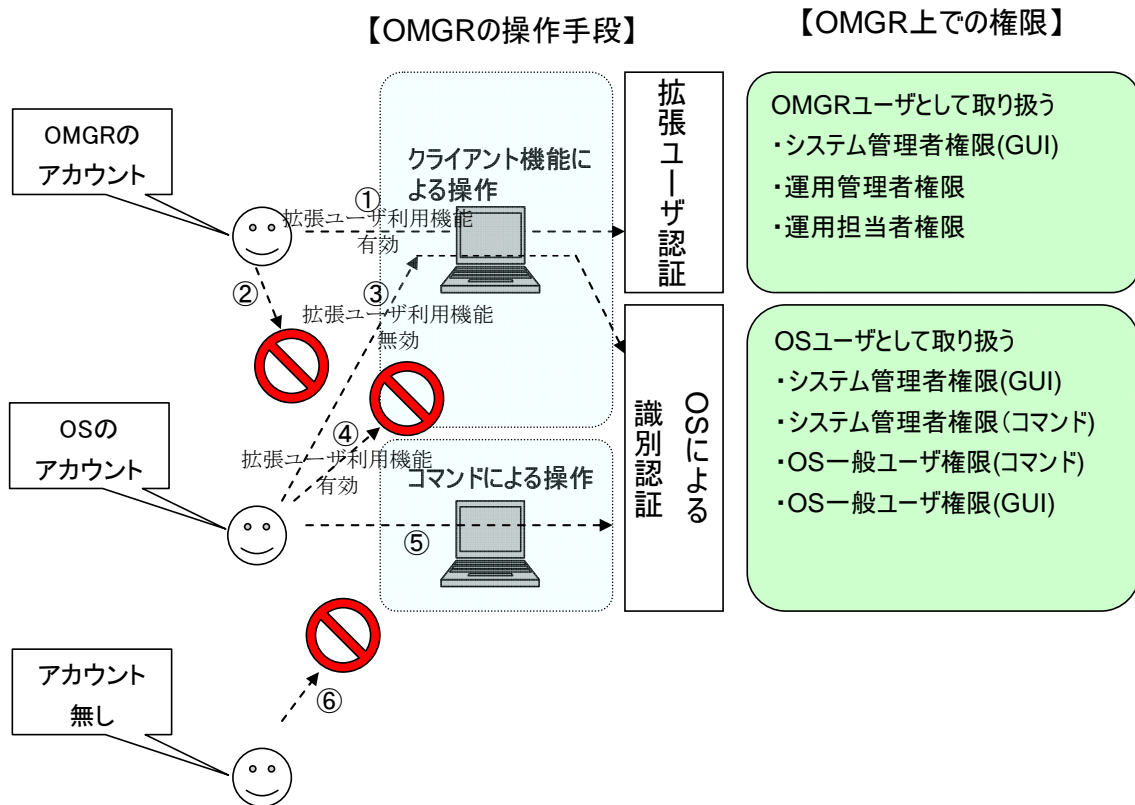 【OMGRの操作手段】
【OMGR上での権限】
OMGRの
アカウント
クライアント機能に
よる操作
①
拡張ユーザ利用機能
有効
②
③
拡張ユーザ利用機能
無効
拡張ユーザ認証
OMGRユーザとして取り扱う
・システム管理者権限(GUI)
・運用管理者権限
・運用担当者権限
OSの
アカウント
④
拡張ユーザ利用機能
有効
コマンドによる操作
⑤
OSによる
識別認証
OSユーザとして取り扱う
・システム管理者権限(GUI)
・システム管理者権限(コマンド)
・OS一般ユーザ権限(コマンド)
・OS一般ユーザ権限(GUI)
アカウント
無し
⑥